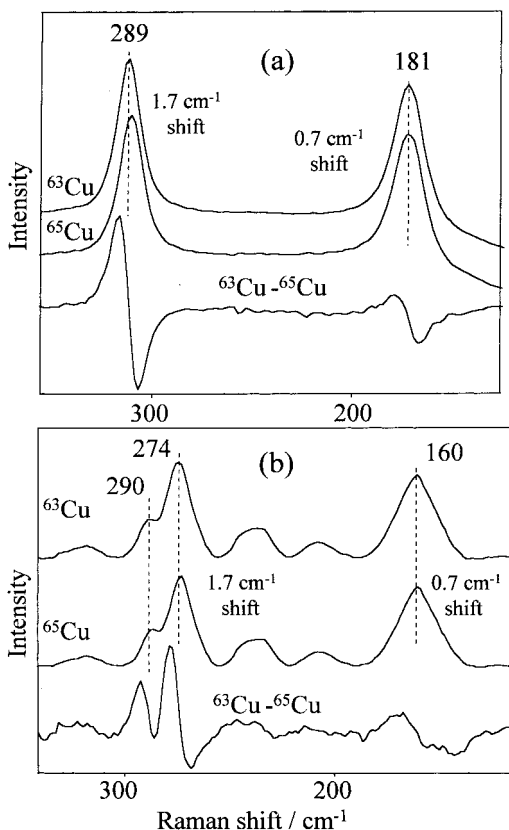 289
(a)
181
1.7 cm⁻¹
shift
0.7 cm⁻¹
shift
⁶³Cu
⁶⁵Cu
⁶³Cu -⁶⁵Cu
Intensity
300
200
274
(b)
160
290
⁶³Cu
1.7 cm⁻¹
shift
0.7 cm⁻¹
shift
⁶⁵Cu
⁶³Cu -⁶⁵Cu
Intensity
300
200
Raman shift / cm⁻¹